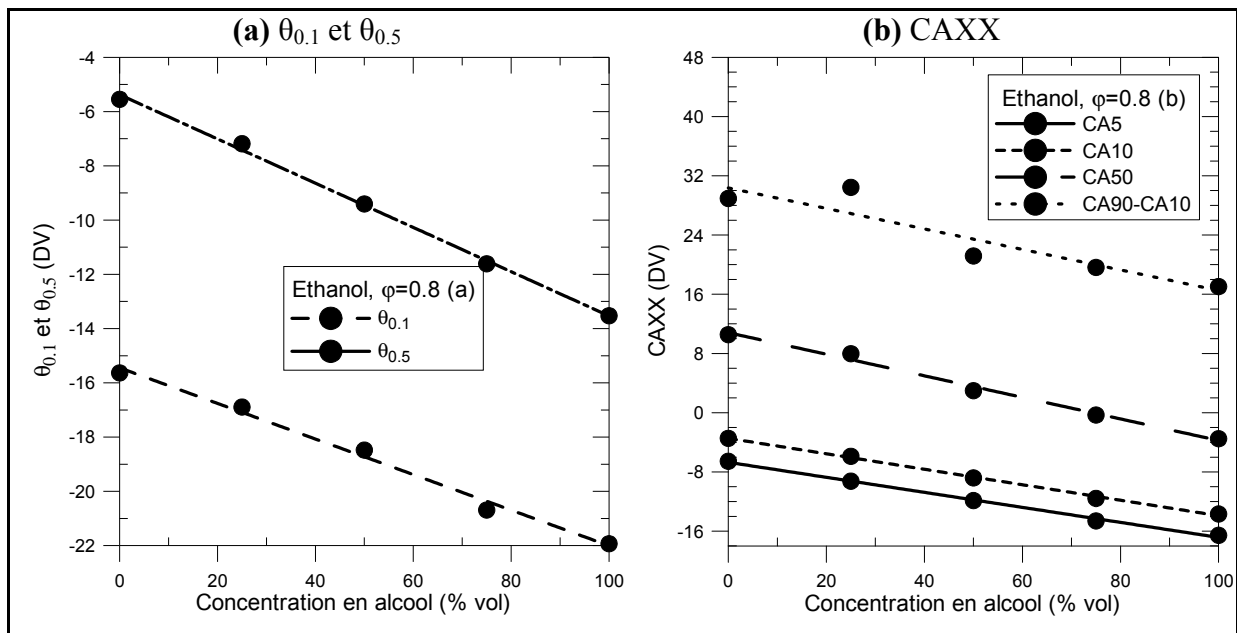 (a) θ0.1 et θ0.5
-4
-6
-8
-10
-12
-14
-16
-18
-20
-22
θ0.1 et θ0.5 (DV)
Ethanol, φ=0.8 (a)
θ0.1
θ0.5
0 20 40 60 80 100
Concentration en alcool (% vol)
(b) CAXX
48
40
32
24
16
8
0
-8
-16
CAXX (DV)
Ethanol, φ=0.8 (b)
CA5
CA10
CA50
CA90-CA10
0 20 40 60 80 100
Concentration en alcool (% vol)